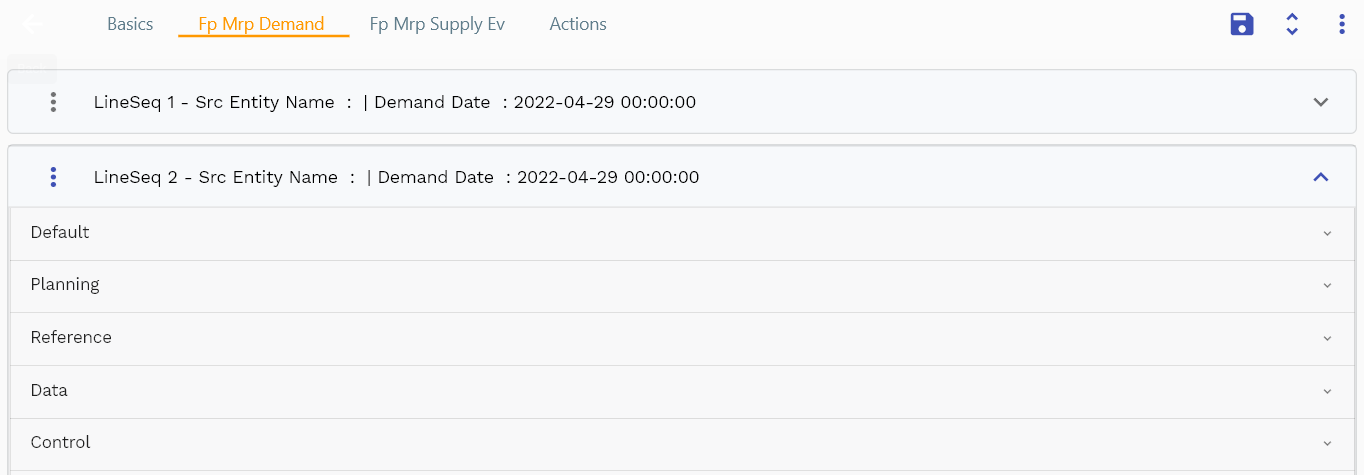 Basics Fp Mrp Demand Fp Mrp Supply Ev Actions
LineSeq 1 - Src Entity Name : | Demand Date : 2022-04-29 00:00:00
LineSeq 2 - Src Entity Name : | Demand Date : 2022-04-29 00:00:00
Default
Planning
Reference
Data
Control